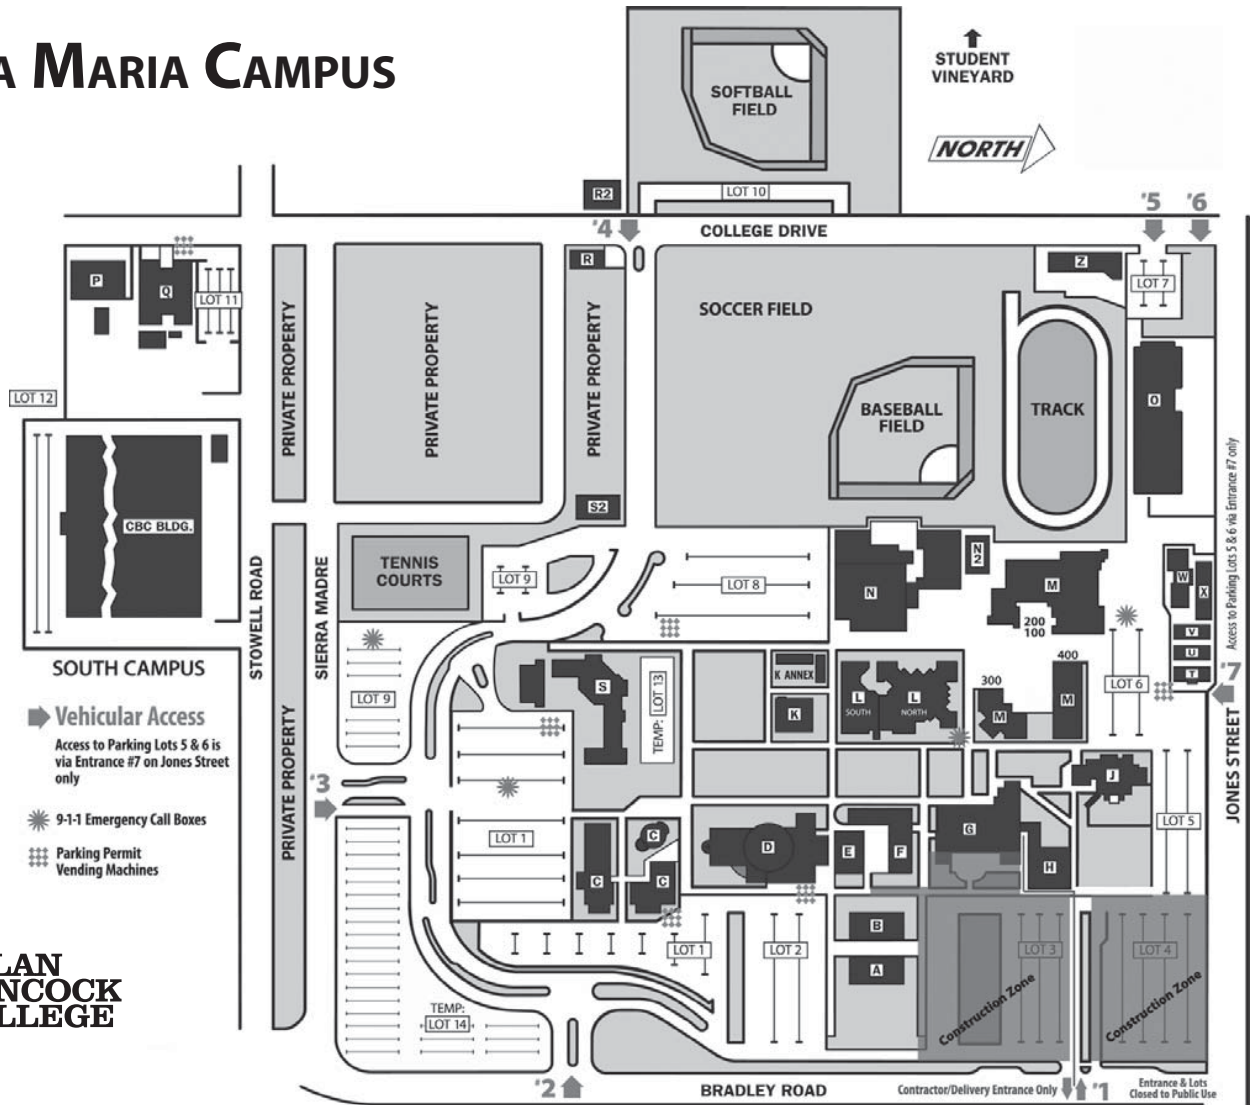 A MARIA CAMPUS
STUDENT
VINEYARD
NORTH
SOFTBALL
FIELD
LOT 10
R2
#4
COLLEGE DRIVE
#5
#6
P
Q
LOT 11
LOT 12
CBC BLDG.
SOUTH CAMPUS
STOWELL ROAD
SIERRA MADRE
PRIVATE PROPERTY
PRIVATE PROPERTY
PRIVATE PROPERTY
PRIVATE PROPERTY
R
S2
SOCCER FIELD
BASEBALL
FIELD
TRACK
Z
LOT 7
O
Access to Parking Lots 5 & 6 via Entrance #7 only
TENNIS
COURTS
LOT 9
LOT 8
N
N
2
M
200
100
W
X
V
U
T
#7
JONES STREET
LOT 9
S
TEMP:
LOT 13
K ANNEX
K
L
SOUTH
L
NORTH
300
M
400
M
LOT 6
Vehicular Access
Access to Parking Lots 5 & 6 is
via Entrance #7 on Jones Street
only
9-1-1 Emergency Call Boxes
Parking Permit
Vending Machines
#3
LOT 1
C
C
C
D
E
F
G
H
J
LOT 5
B
A
LOT 1
LOT 2
LOT 3
LOT 4
Construction Zone
Construction Zone
TEMP:
LOT 14
LAN
NCOCK
LLEGE
#2
BRADLEY ROAD
Contractor/Delivery Entrance Only
#1
Entrance & Lots
Closed to Public Use